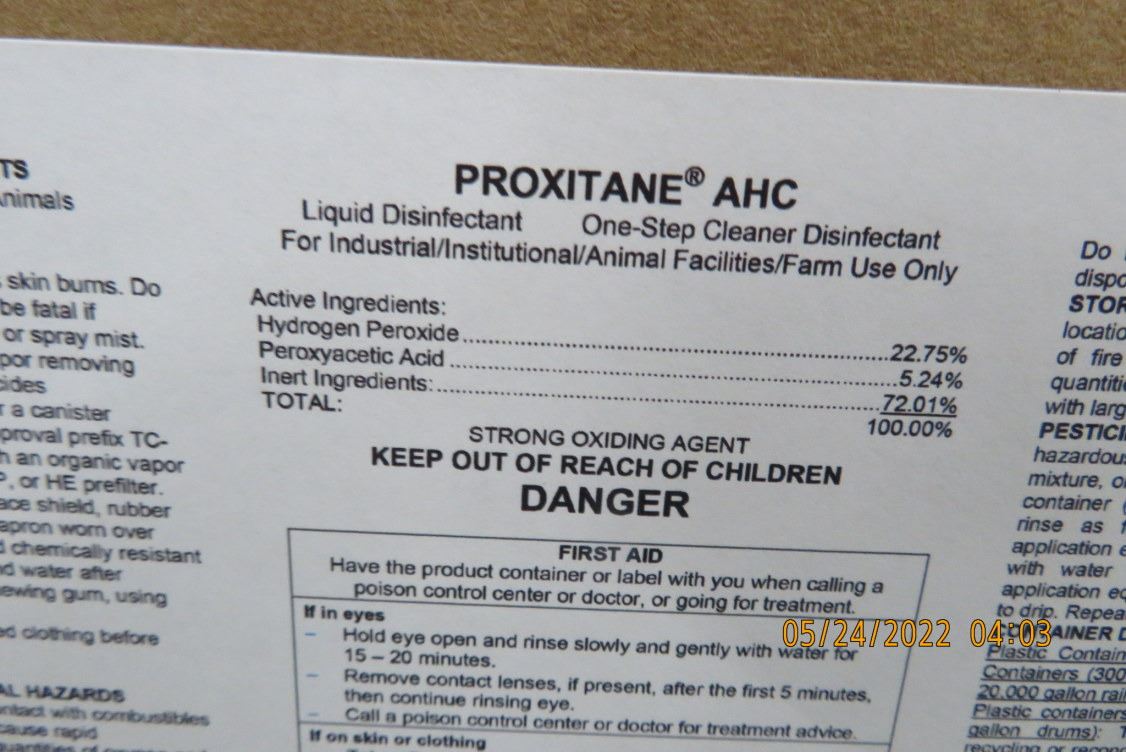 TS
nimals
skin burns. Do
be fatal if
or spray mist.
por removing
cides
r a canister
proval prefix TC-
h an organic vapor
P, or HE prefilter.
ace shield, rubber
apron worn over
d chemically resistant
nd water after
ewing gum, using
ed clothing before
AL HAZARDS
ontact with combustibles
cause rapid
PROXITANE® AHC
Liquid Disinfectant One-Step Cleaner Disinfectant
For Industrial/Institutional/Animal Facilities/Farm Use Only
Active Ingredients:
Hydrogen Peroxide.....22.75%
Peroxyacetic Acid.....5.24%
Inert Ingredients:.....72.01%
TOTAL: 100.00%
STRONG OXIDING AGENT
KEEP OUT OF REACH OF CHILDREN
DANGER
FIRST AID
Have the product container or label with you when calling a
poison control center or doctor, or going for treatment.
If in eyes
– Hold eye open and rinse slowly and gently with water for
15 – 20 minutes.
– Remove contact lenses, if present, after the first 5 minutes,
then continue rinsing eye.
– Call a poison control center or doctor for treatment advice.
If on skin or clothing
Do
dispo
STOR
locatio
of fire
quantitie
with larg
PESTICI
hazardous
mixture, o
container (
rinse as f
application e
with water
application eq
to drip. Repea
CONTAINER D
Plastic Contain
Containers (300
20,000 gallon rail
Plastic containers
gallon drums): T
05/24/2022 04:03